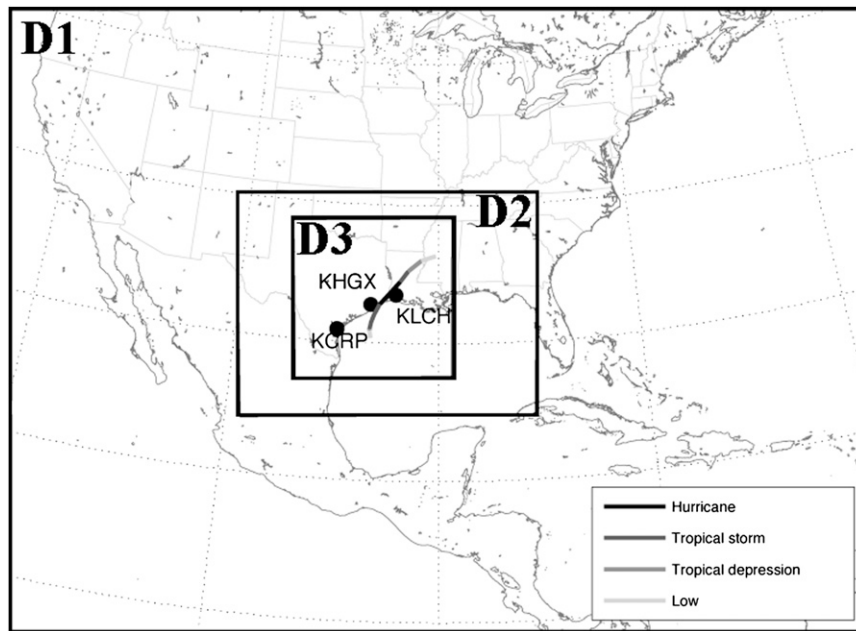 D1
D2
D3
KHGX
KLCH
KCRP
Hurricane
Tropical storm
Tropical depression
Low